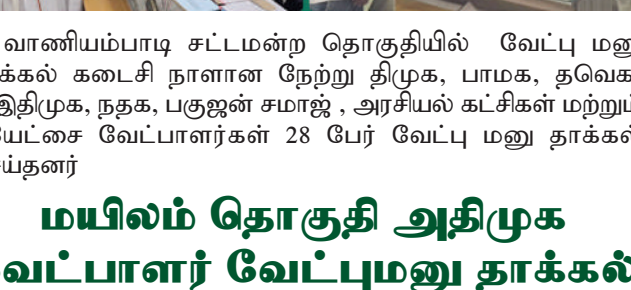 வாணியம்பாடி சட்டமன்ற தொகுதியில் வேட்பு மனு
க்கல் கடைசி நாளான நேற்று திமுக, பாமக, தவெக
இதிமுக, நதக, பகுஜன் சமாஜ் , அரசியல் கட்சிகள் மற்றும்
யேட்சை வேட்பாளர்கள் 28 பேர் வேட்பு மனு தாக்கல்
ய்தனர்
மயிலம் தொகுதி அதிமுக
வேட்பாளர் வேட்புமனு தாக்கல்